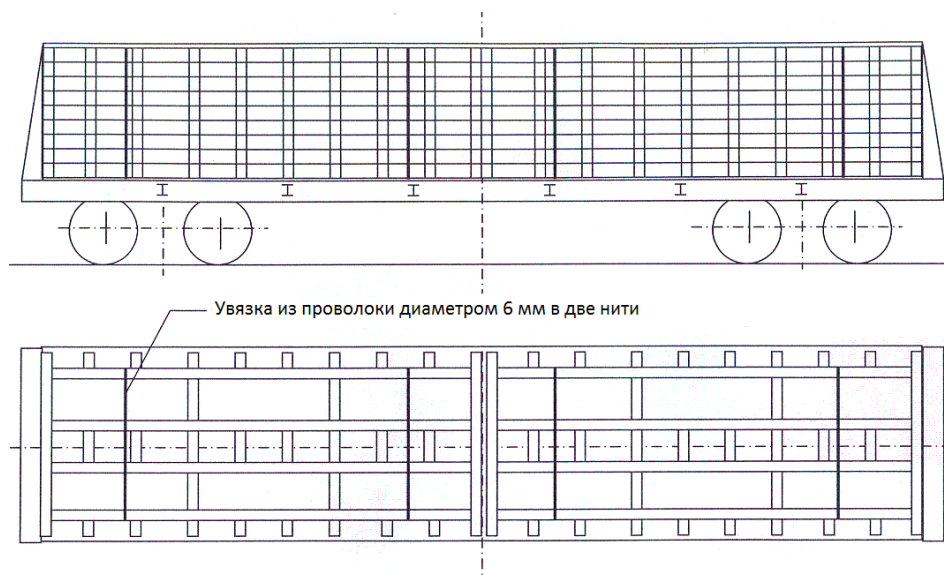 Увязка из проволоки диаметром 6 мм в две нити